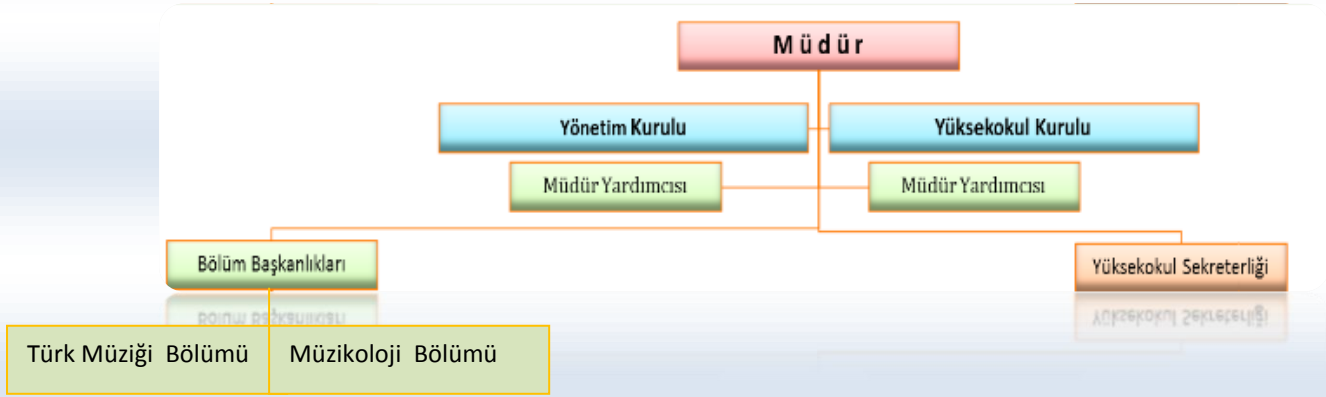 Müdür
Yönetim Kurulu
Yüksekokul Kurulu
Müdür Yardımcısı
Müdür Yardımcısı
Bölüm Başkanlıkları
Yüksekokul Sekreterliği
Türk Müziği Bölümü
Müzikoloji Bölümü